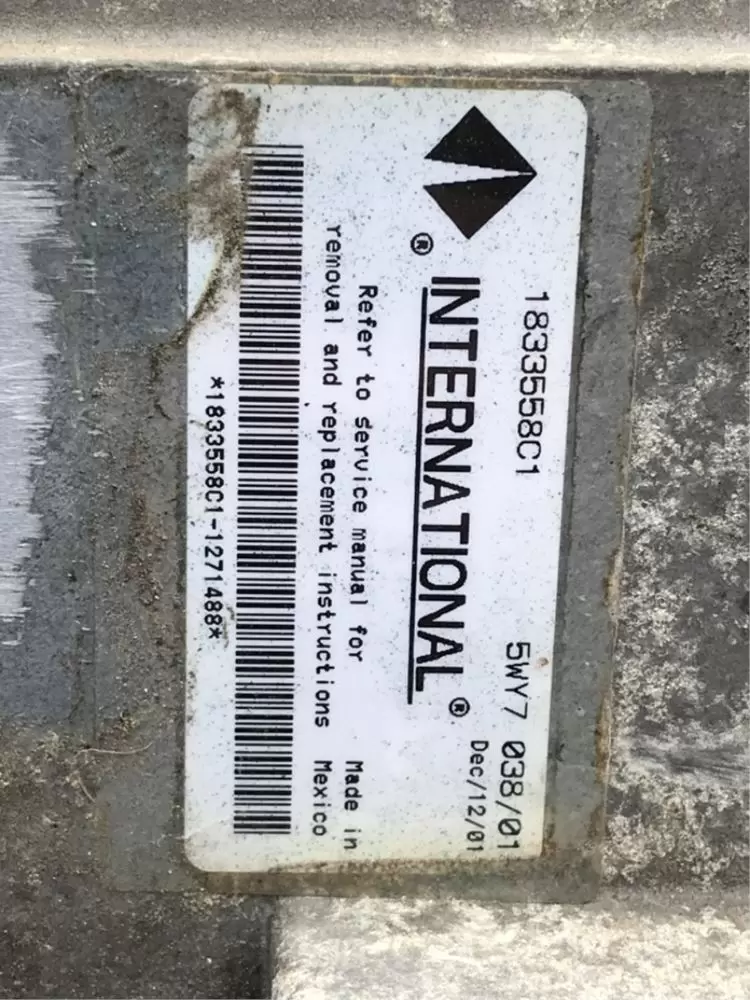 1833558C1 5WY7 038/01
Dec/12/01
® INTERNATIONAL®
Refer to service manual for Made in
removal and replacement instructions Mexico
*1833558C1-1271488*